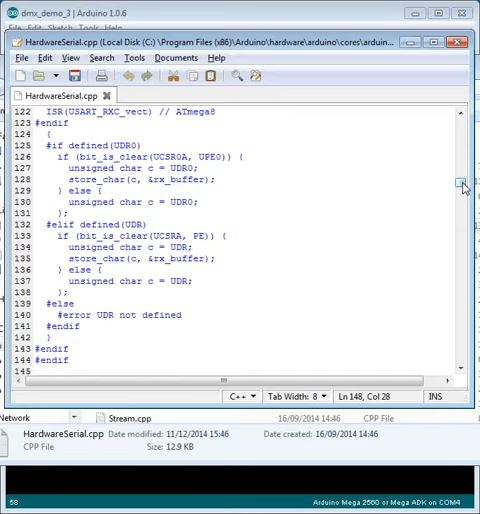 dmx_demo_3 | Arduino 1.0.6
File Edit Sketch Tools Help
HardwareSerial.cpp (Local Disk (C:) \Program Files (x86)\Arduino\hardware\arduino\cores\arduin...
File Edit View Search Tools Documents Help
HardwareSerial.cpp
122 ISR(USART_RXC_vect) // ATmega8
123 #endif
124 {
125 #if defined(UDR0)
126 if (bit_is_clear(UCSR0A, UPE0)) {
127 unsigned char c = UDR0;
128 store_char(c, &rx_buffer);
129 } else {
130 unsigned char c = UDR0;
131 };
132 #elif defined(UDR)
133 if (bit_is_clear(UCSRA, PE)) {
134 unsigned char c = UDR;
135 store_char(c, &rx_buffer);
136 } else {
137 unsigned char c = UDR;
138 };
139 #else
140 #error UDR not defined
141 #endif
142 }
143 #endif
144 #endif
145
C++ Tab Width: 8 Ln 148, Col 28 INS
Network Stream.cpp 16/09/2014 14:46 CPP File
HardwareSerial.cpp Date modified: 11/12/2014 15:46 Date created: 16/09/2014 14:46
CPP File Size: 12.9 KB
58 Arduino Mega 2560 or Mega ADK on COM4